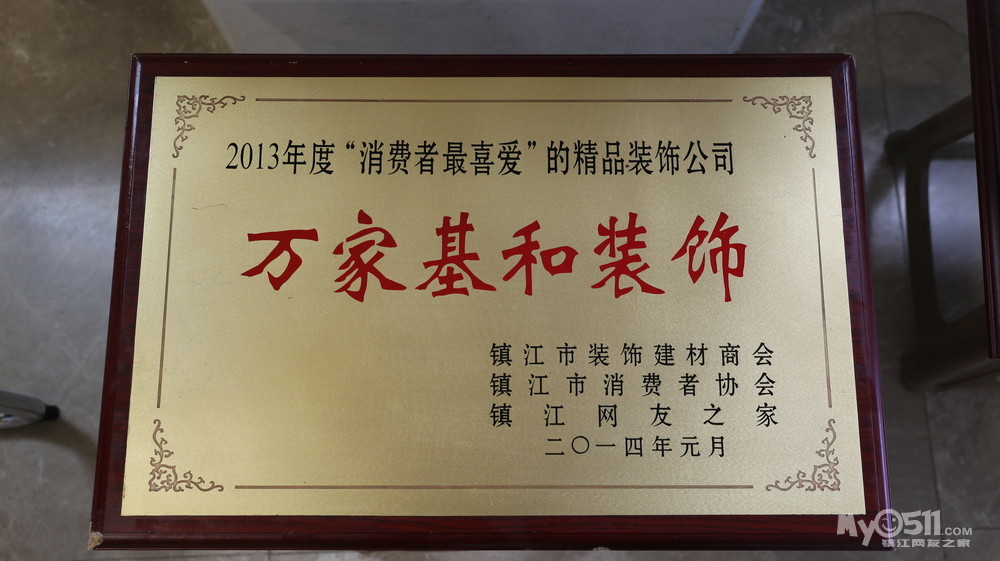 2013年度“消费者最喜爱”的精品装饰公司
万家基和装饰
镇江市装饰建材商会
镇江市消费者协会
镇江网友之家
二〇一四年元月
My0511.COM
镇江网友之家